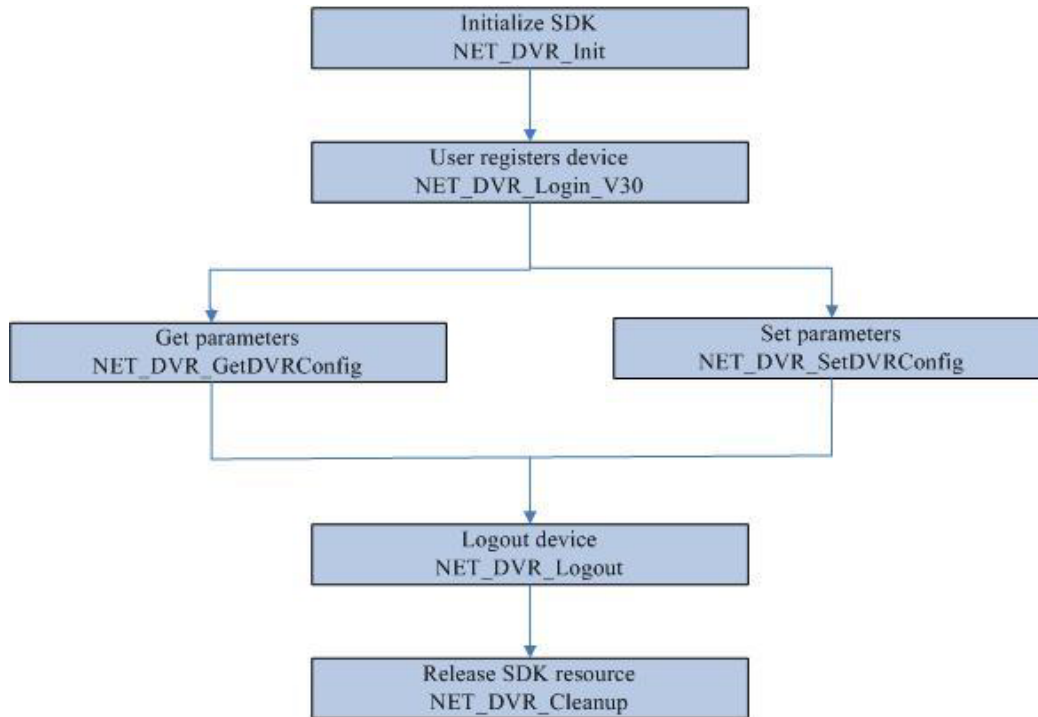 Initialize SDK
NET_DVR_Init
User registers device
NET_DVR_Login_V30
Get parameters
NET_DVR_GetDVRConfig
Set parameters
NET_DVR_SetDVRConfig
Logout device
NET_DVR_Logout
Release SDK resource
NET_DVR_Cleanup